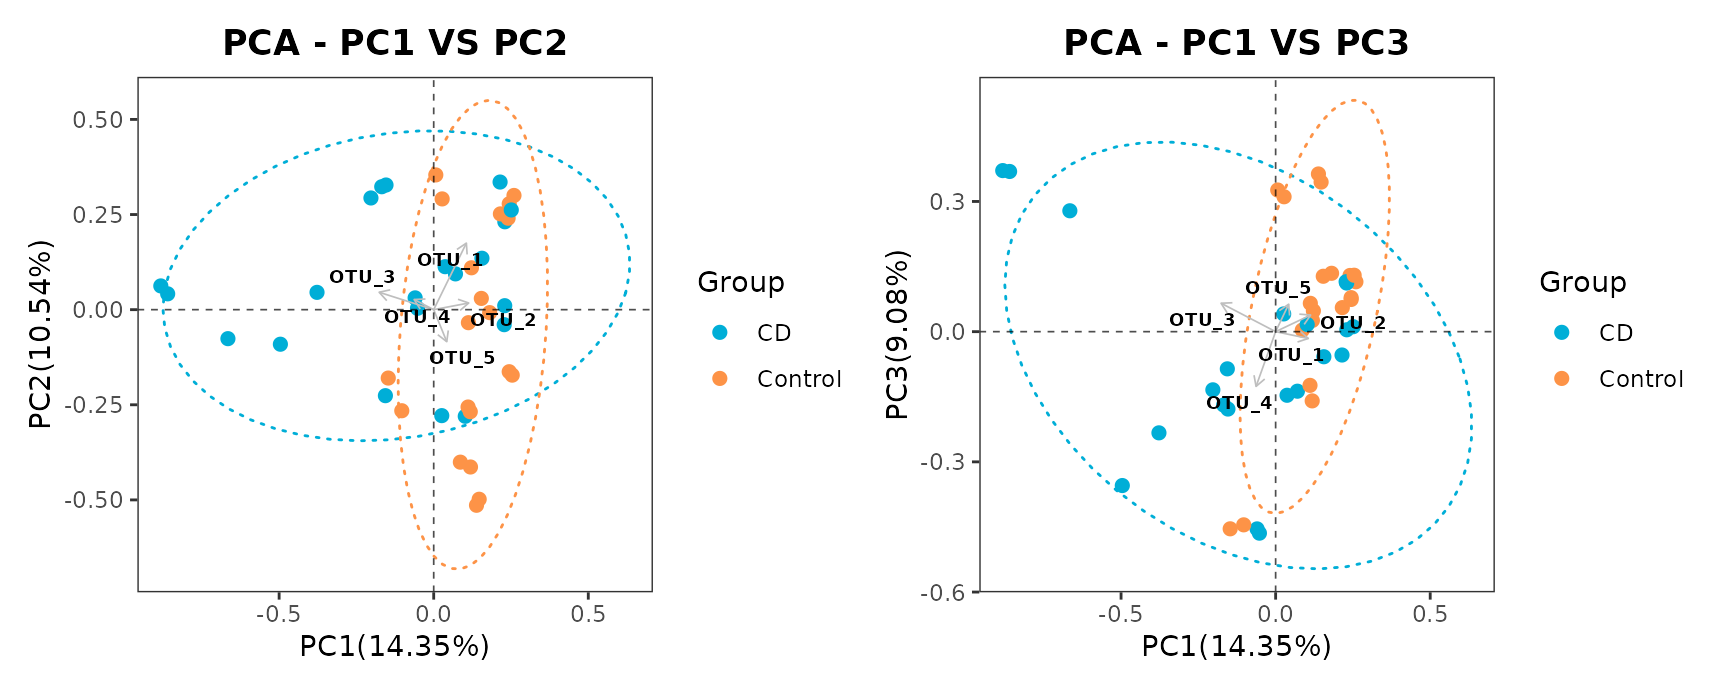 PCA - PC1 VS PC2
PC2(10.54%)
0.50
0.25
0.00
-0.25
-0.50
OTU_1
OTU_3
OTU_4
OTU_2
OTU_5
-0.5
0.0
0.5
PC1(14.35%)
Group
CD
Control
PCA - PC1 VS PC3
PC3(9.08%)
0.3
0.0
-0.3
-0.6
OTU_5
OTU_3
OTU_2
OTU_1
OTU_4
-0.5
0.0
0.5
PC1(14.35%)
Group
CD
Control